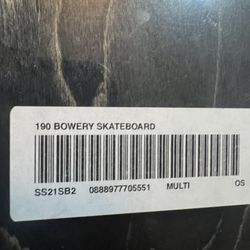 190 BOWERY SKATEBOARD
SS21SB2 0888977705551 MULTI OS